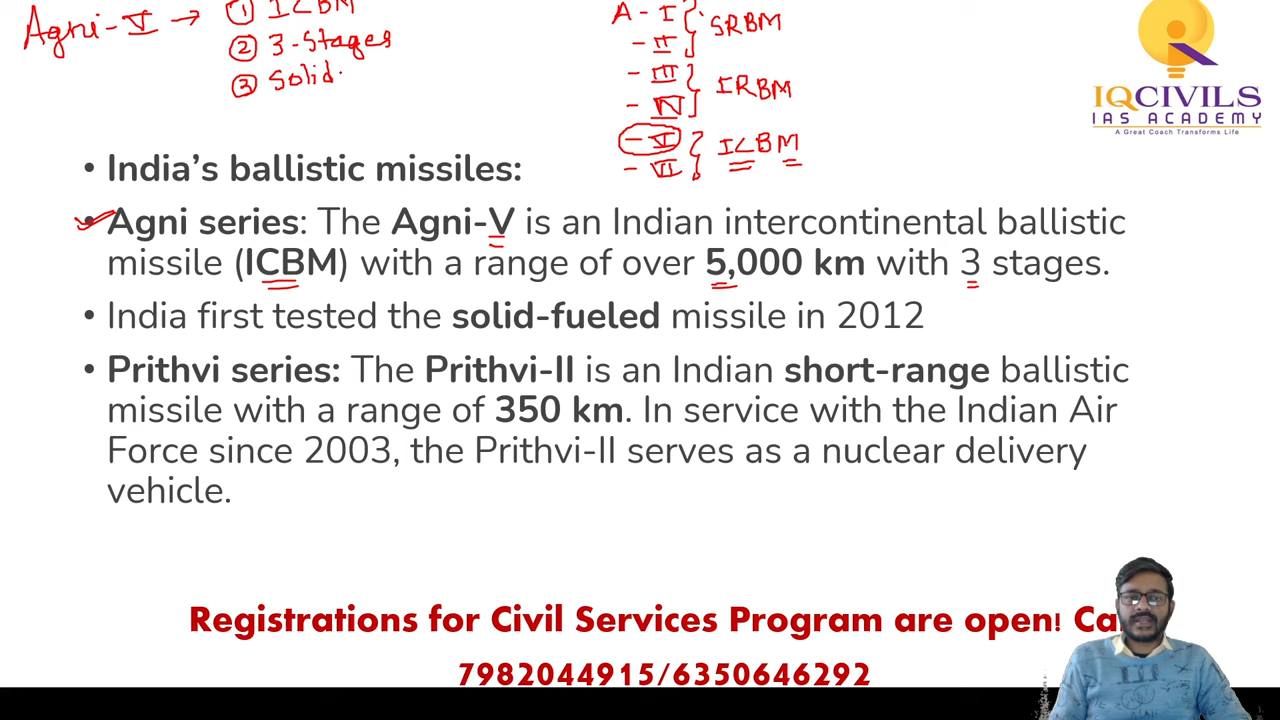 Agni-V → ① ICBM
② 3-Stages
③ Solid
A - I
- II
SRBM
- III
- IV
IRBM
- V
- VI
ICBM
IQCIVILS
IAS ACADEMY
A Great Coach Transforms Life
• India’s ballistic missiles:
• Agni series: The Agni-V is an Indian intercontinental ballistic
missile (ICBM) with a range of over 5,000 km with 3 stages.
• India first tested the solid-fueled missile in 2012
• Prithvi series: The Prithvi-II is an Indian short-range ballistic
missile with a range of 350 km. In service with the Indian Air
Force since 2003, the Prithvi-II serves as a nuclear delivery
vehicle.
Registrations for Civil Services Program are open! Ca
7982044915/6350646292